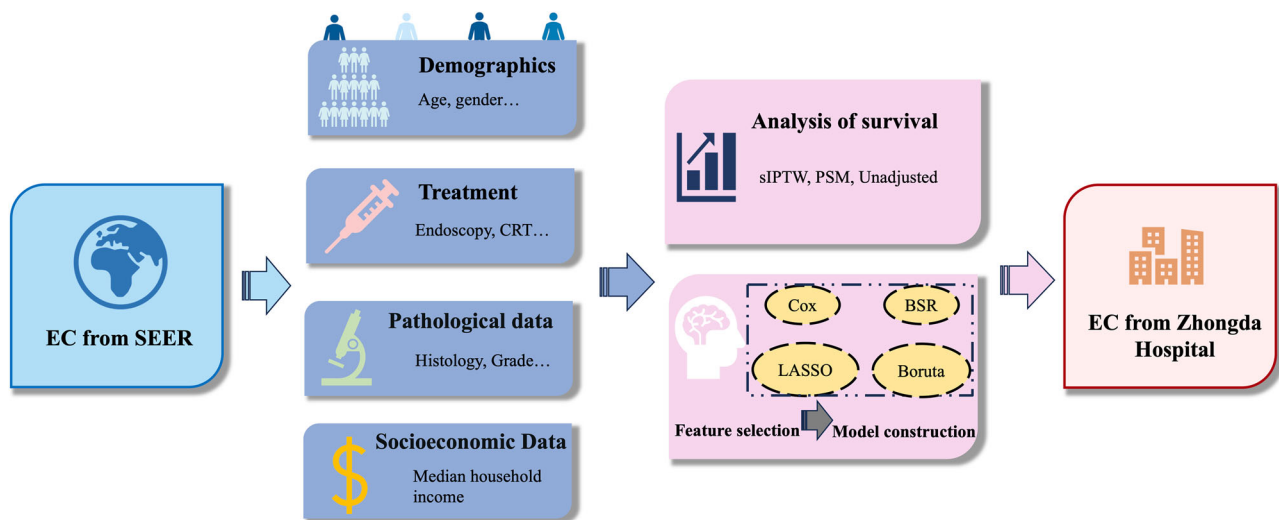 EC from SEER
Demographics
Age, gender…
Treatment
Endoscopy, CRT…
Pathological data
Histology, Grade…
Socioeconomic Data
Median household
income
Analysis of survival
sIPTW, PSM, Unadjusted
Cox
BSR
LASSO
Boruta
Feature selection
Model construction
EC from Zhongda
Hospital